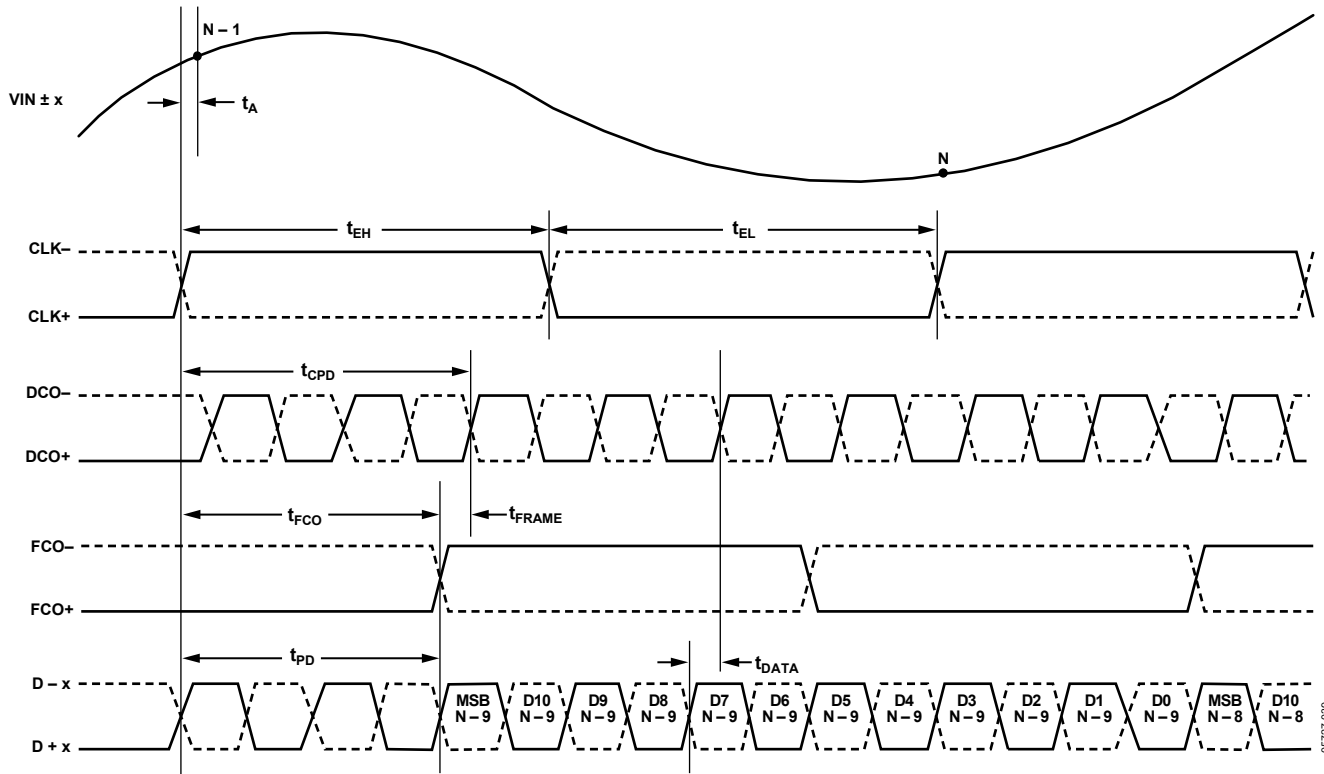 N – 1
VIN ± x
tA
N
tEH
tEL
CLK–
CLK+
tCPD
DCO–
DCO+
tFCO
tFRAME
FCO–
FCO+
tPD
tDATA
D – x
MSB D10 D9 D8 D7 D6 D5 D4 D3 D2 D1 D0 MSB D10
N – 9 N – 9 N – 9 N – 9 N – 9 N – 9 N – 9 N – 9 N – 9 N – 9 N – 9 N – 9 N – 8 N – 8
D + x